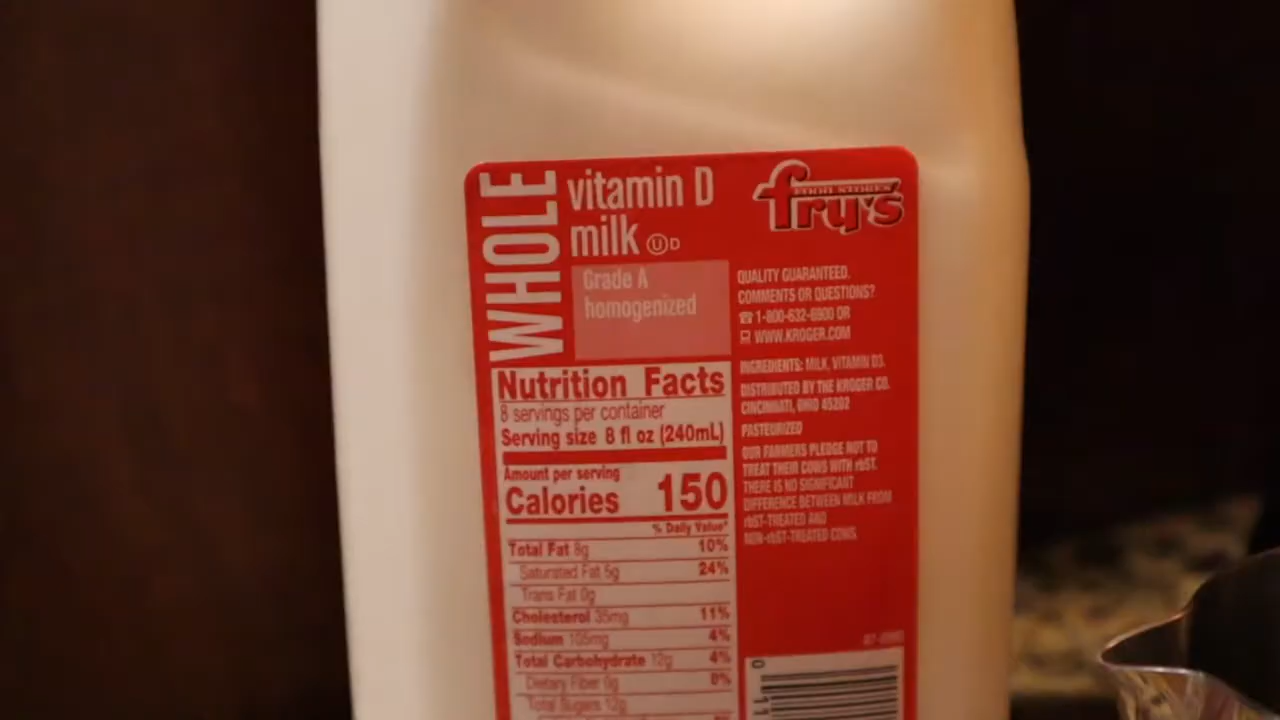 WHOLE
vitamin D
milk Ⓤ D
Grade A
homogenized
FOOD STORES
fry's
QUALITY GUARANTEED.
COMMENTS OR QUESTIONS?
☎ 1-800-632-6900 OR
WWW.KROGER.COM
INGREDIENTS: MILK, VITAMIN D3.
DISTRIBUTED BY THE KROGER CO.
CINCINNATI, OHIO 45202
PASTEURIZED
OUR FARMERS PLEDGE NOT TO
TREAT THEIR COWS WITH rbST.
THERE IS NO SIGNIFICANT
DIFFERENCE BETWEEN MILK FROM
rbST-TREATED AND
NON-rbST-TREATED COWS.
Nutrition Facts
8 servings per container
Serving size 8 fl oz (240mL)
Amount per serving
Calories 150
% Daily Value*
Total Fat 8g 10%
Saturated Fat 5g 24%
Trans Fat 0g
Cholesterol 35mg 11%
Sodium 105mg 4%
Total Carbohydrate 12g 4%
Dietary Fiber 0g 0%
Total Sugars 12g
0
11